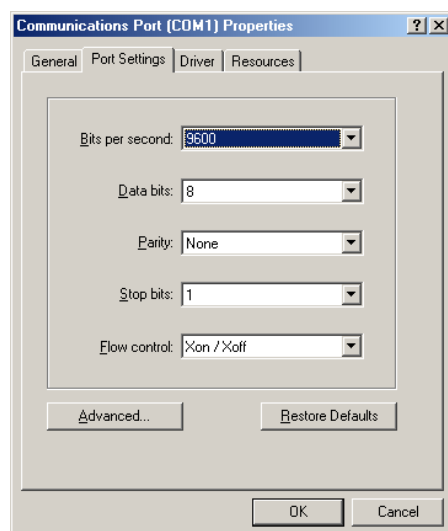 Communications Port (COM1) Properties
General Port Settings Driver Resources
Bits per second: 9600
Data bits: 8
Parity: None
Stop bits: 1
Flow control: Xon / Xoff
Advanced... Restore Defaults
OK Cancel